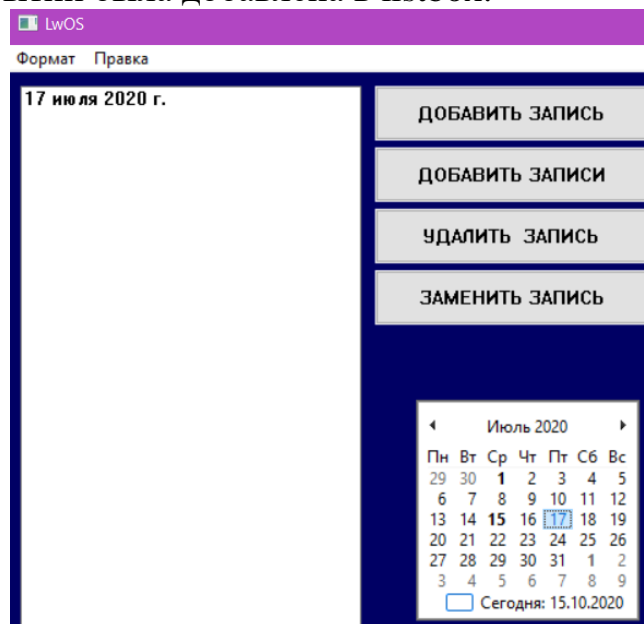 LwOS
Формат Правка
17 июля 2020 г.
ДОБАВИТЬ ЗАПИСЬ
ДОБАВИТЬ ЗАПИСИ
УДАЛИТЬ ЗАПИСЬ
ЗАМЕНИТЬ ЗАПИСЬ
Июль 2020
Пн Вт Ср Чт Пт Сб Вс
29 30 1 2 3 4 5
6 7 8 9 10 11 12
13 14 15 16 17 18 19
20 21 22 23 24 25 26
27 28 29 30 31 1 2
3 4 5 6 7 8 9
Сегодня: 15.10.2020